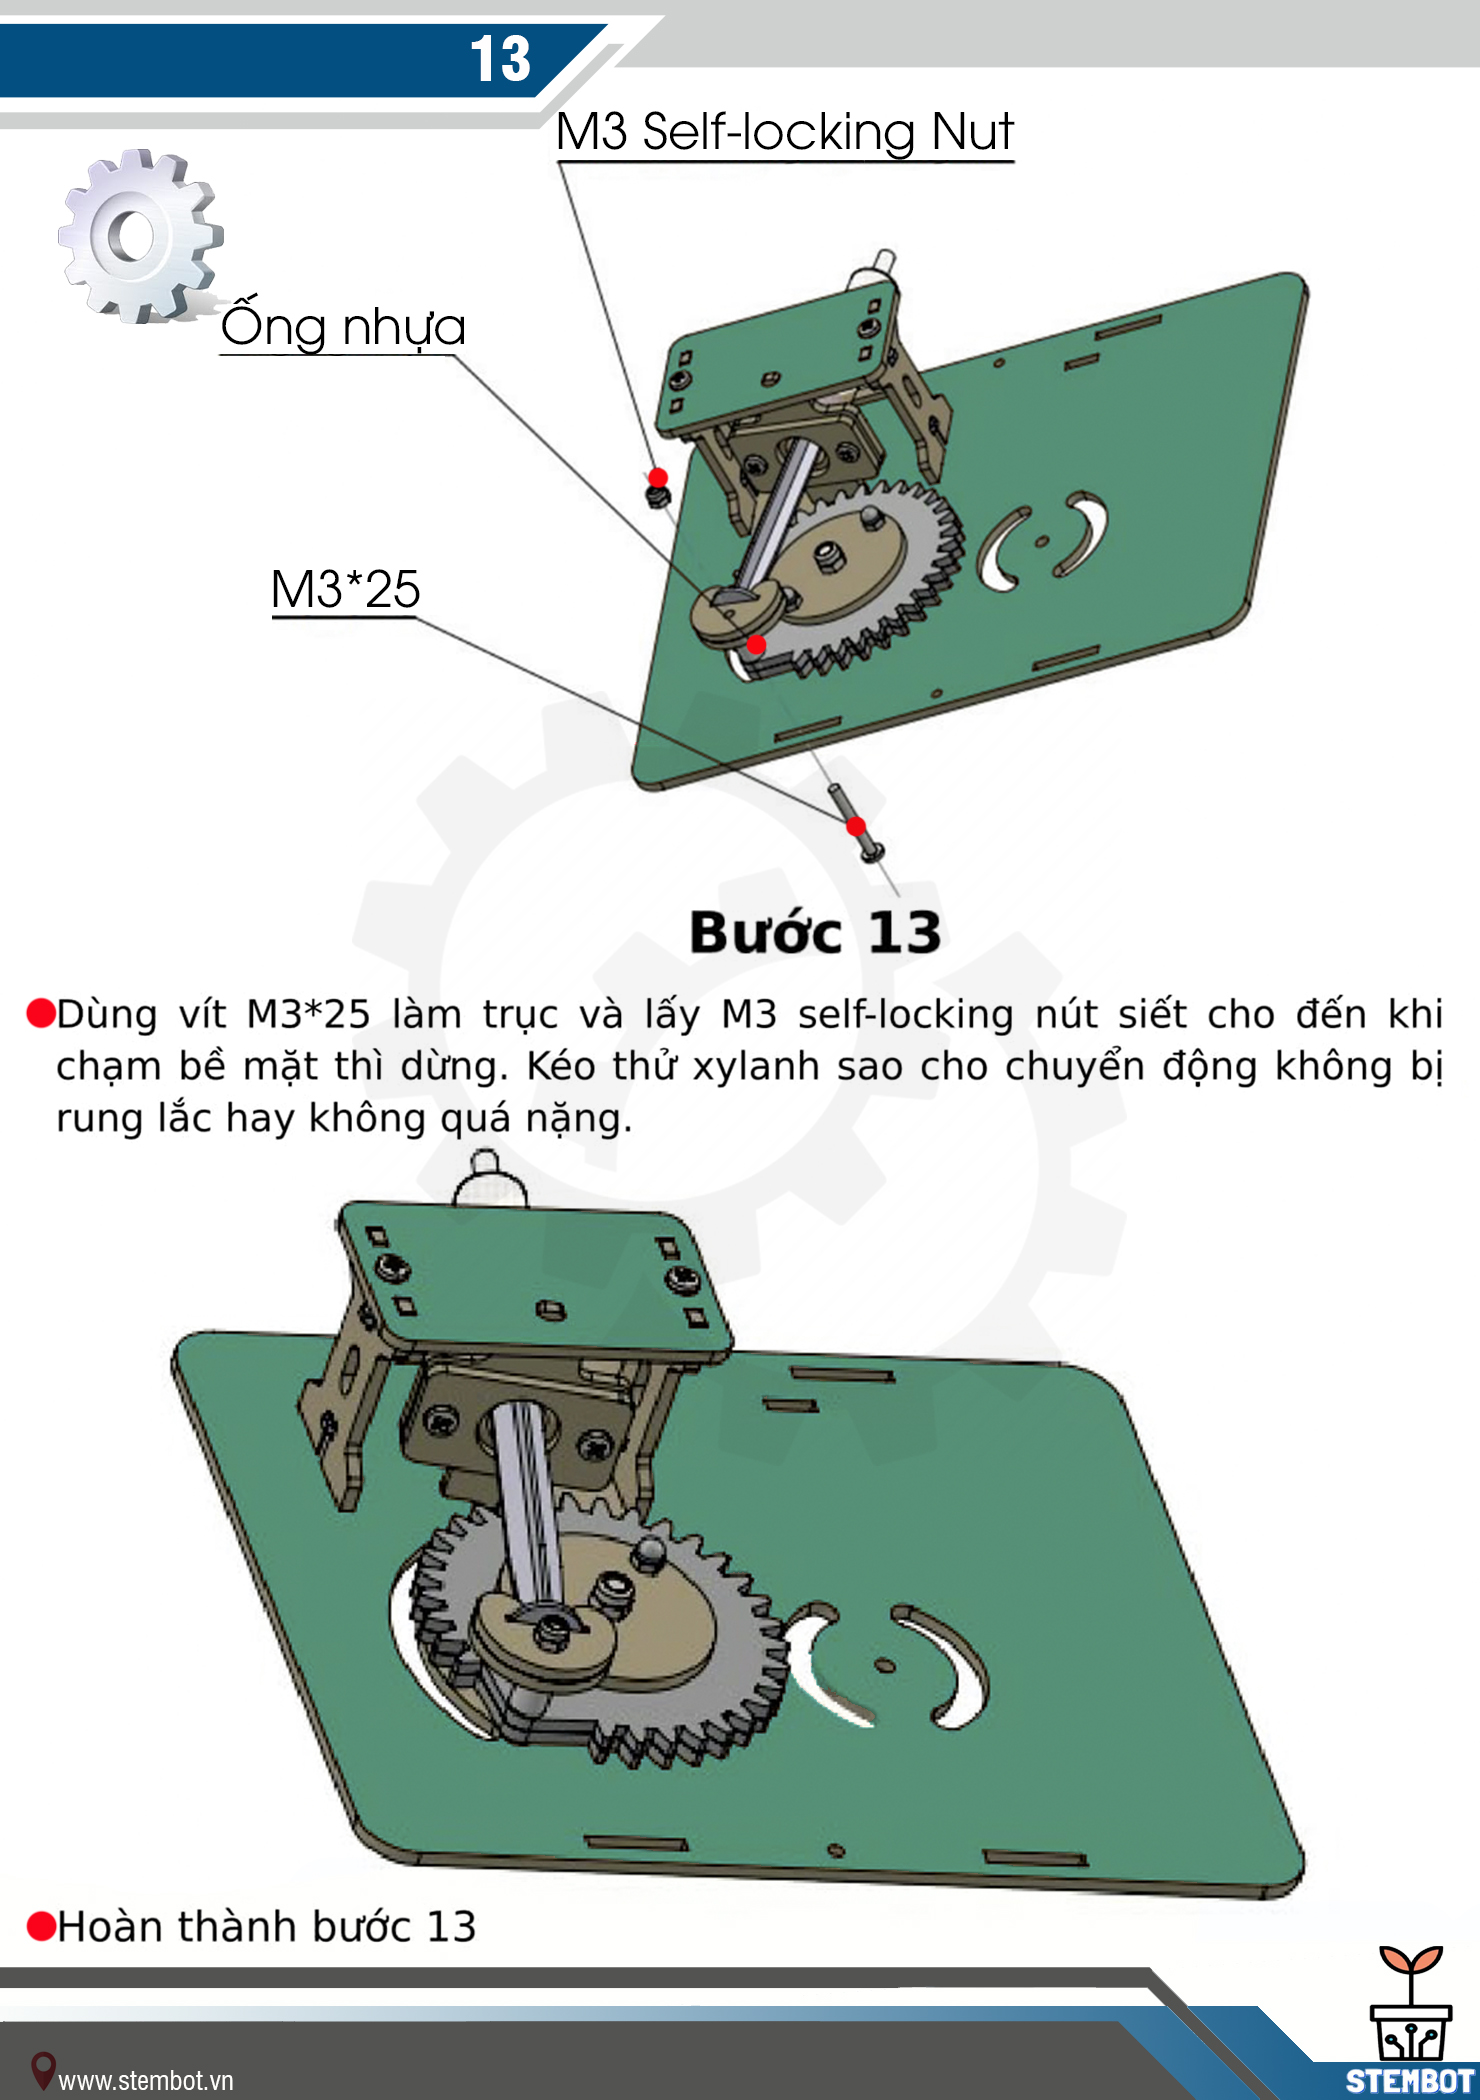 13
M3 Self-locking Nut
Ống nhựa
M3*25
Bước 13
Dùng vít M3*25 làm trục và lấy M3 self-locking nút siết cho đến khi
chạm bề mặt thì dừng. Kéo thử xylanh sao cho chuyển động không bị
rung lắc hay không quá nặng.
Hoàn thành bước 13
www.stembot.vn
STEMBOT